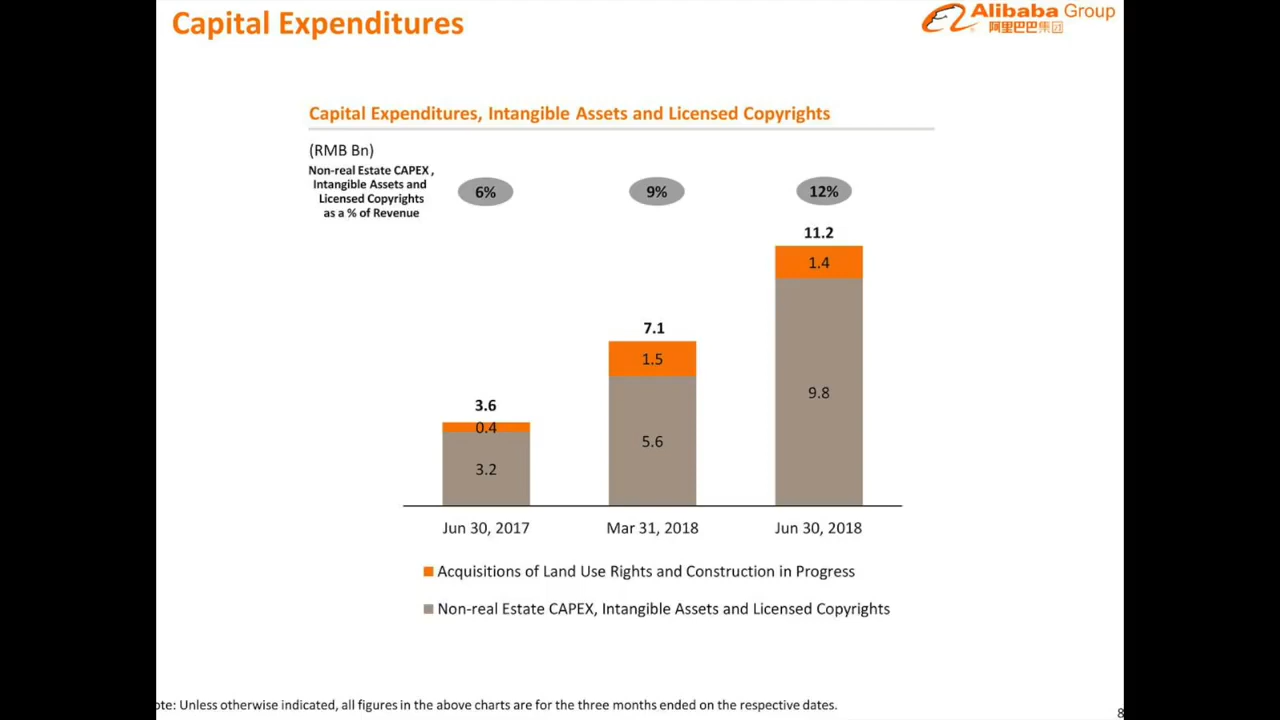 Capital Expenditures
Alibaba Group
阿里巴巴集团
Capital Expenditures, Intangible Assets and Licensed Copyrights
(RMB Bn)
Non-real Estate CAPEX ,
Intangible Assets and
Licensed Copyrights
as a % of Revenue
6%
9%
12%
11.2
1.4
9.8
7.1
1.5
5.6
3.6
0.4
3.2
Jun 30, 2017
Mar 31, 2018
Jun 30, 2018
Acquisitions of Land Use Rights and Construction in Progress
Non-real Estate CAPEX, Intangible Assets and Licensed Copyrights
ote: Unless otherwise indicated, all figures in the above charts are for the three months ended on the respective dates.
8